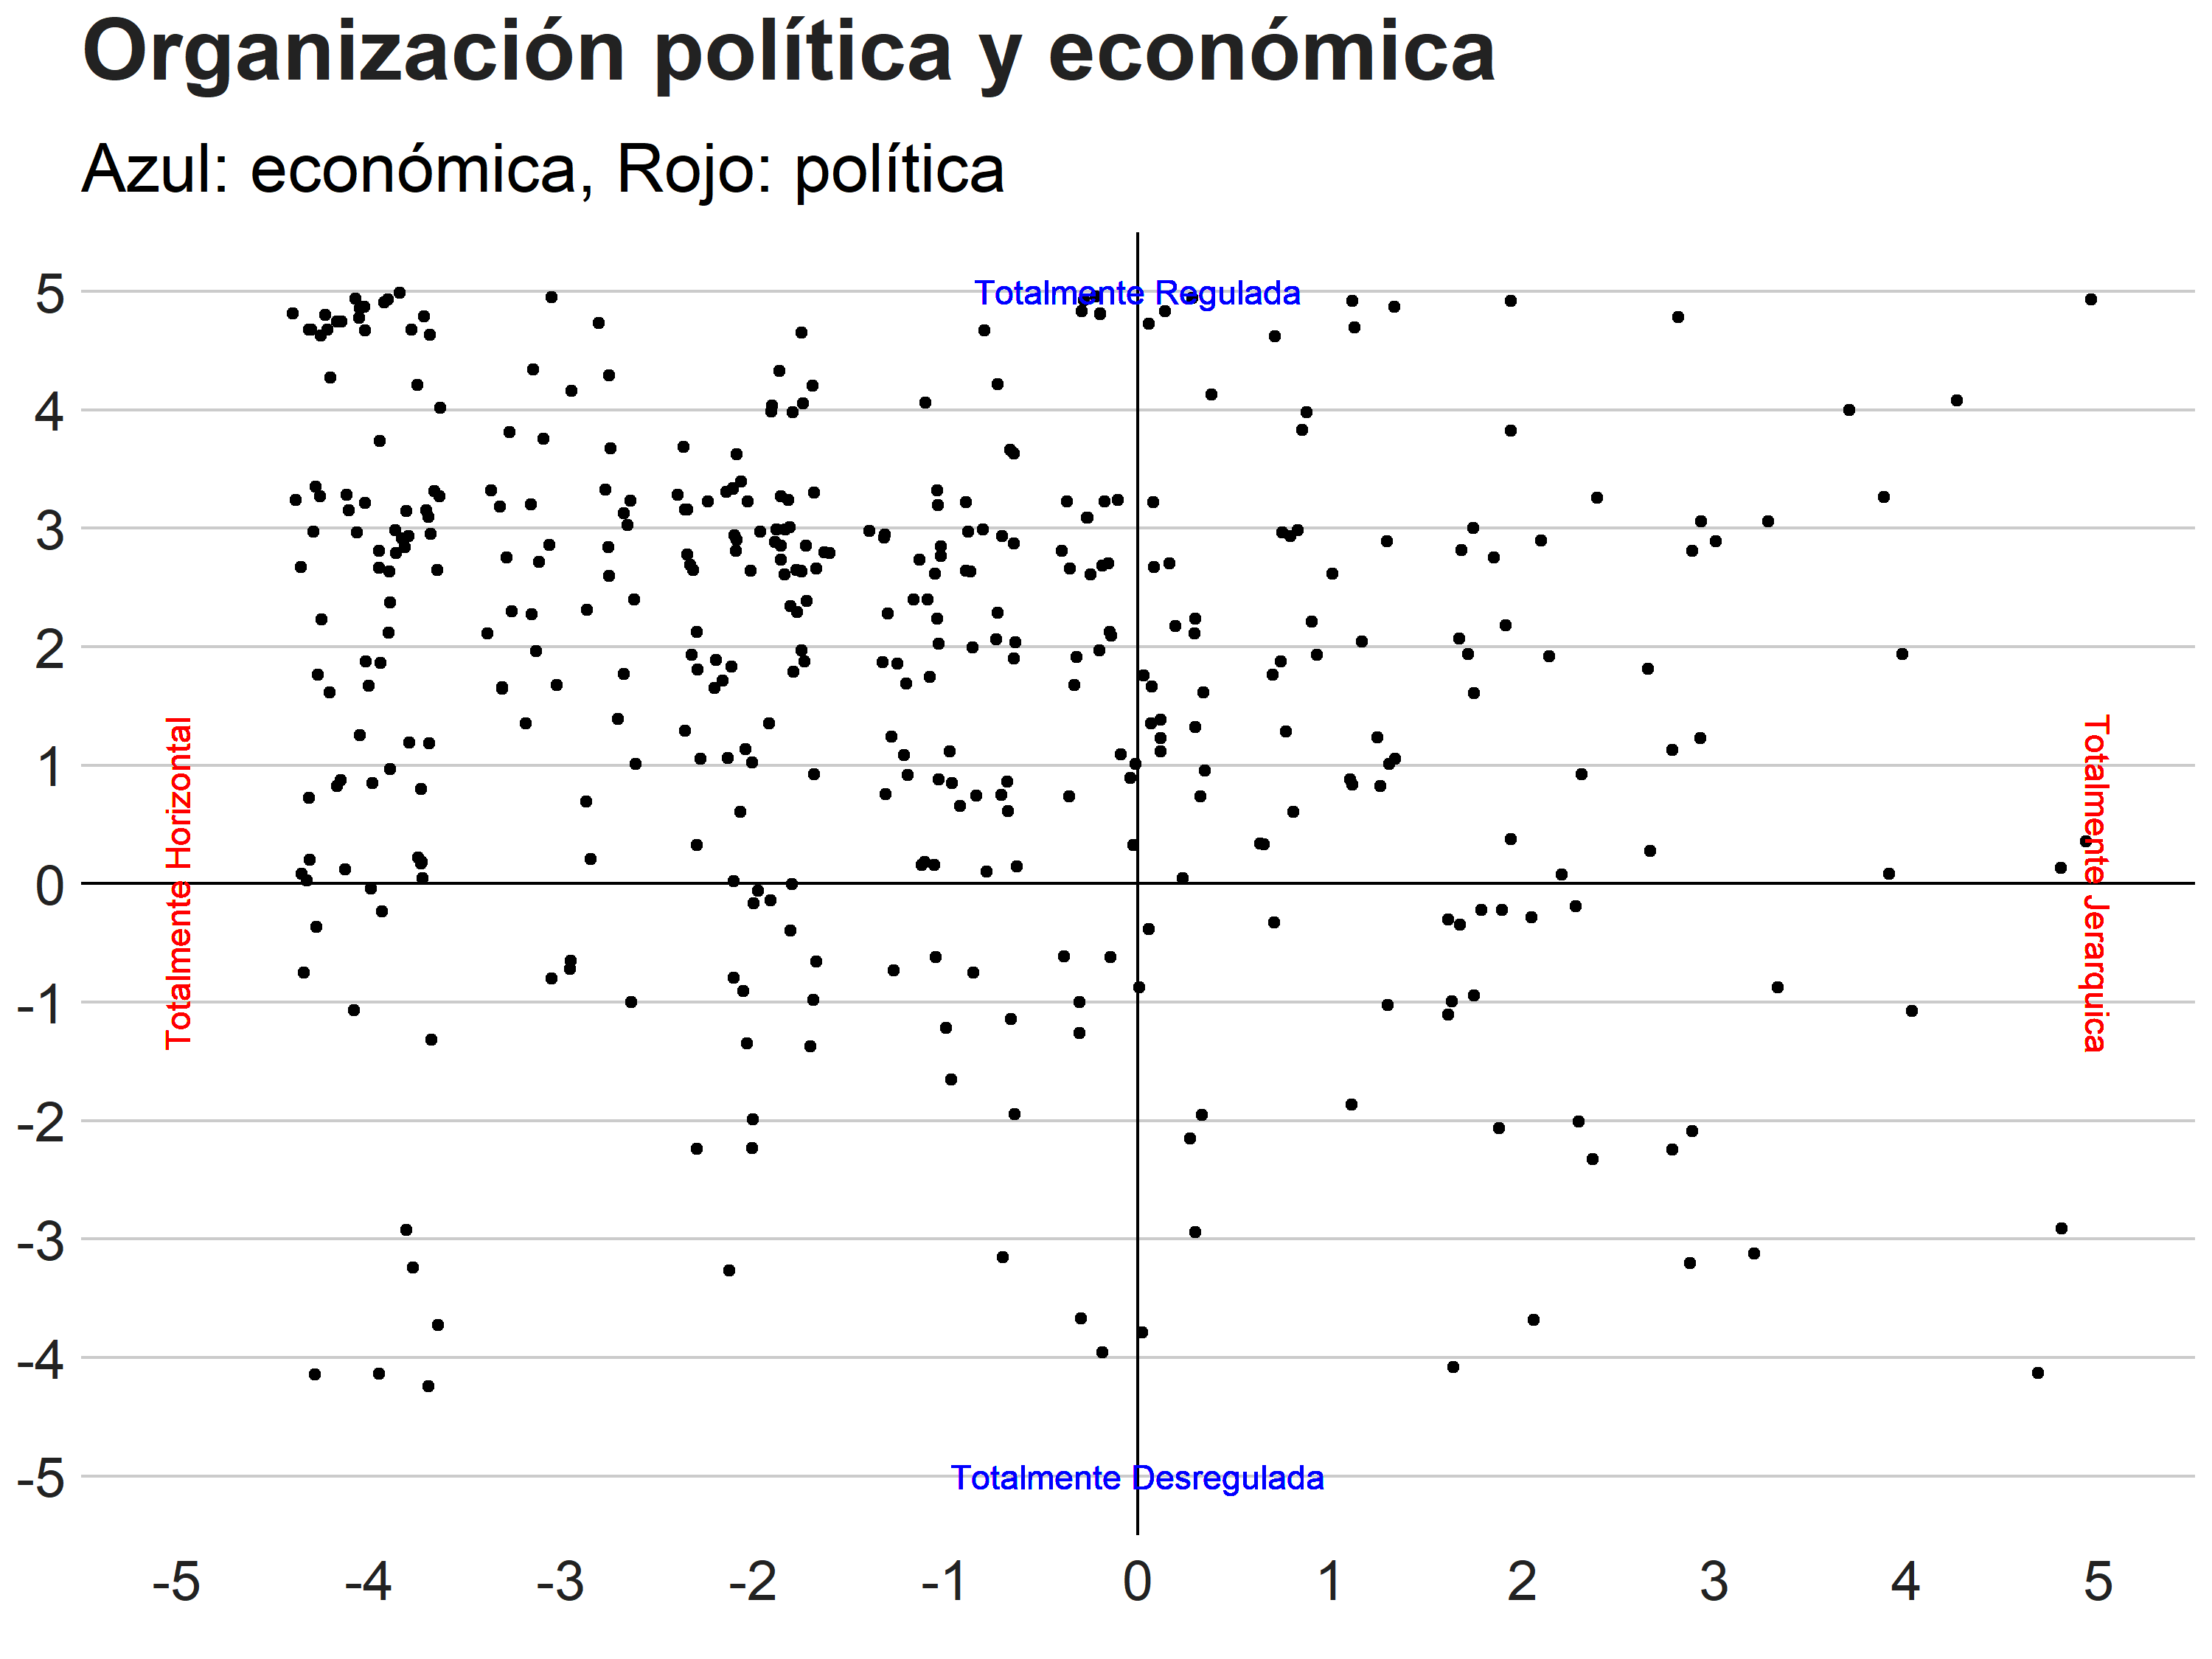 Organización política y económica
Azul: económica, Rojo: política
5
4
3
2
1
0
-1
-2
-3
-4
-5
Totalmente Regulada
Totalmente Horizontal
Totalmente Jerarquica
Totalmente Desregulada
-5 -4 -3 -2 -1 0 1 2 3 4 5